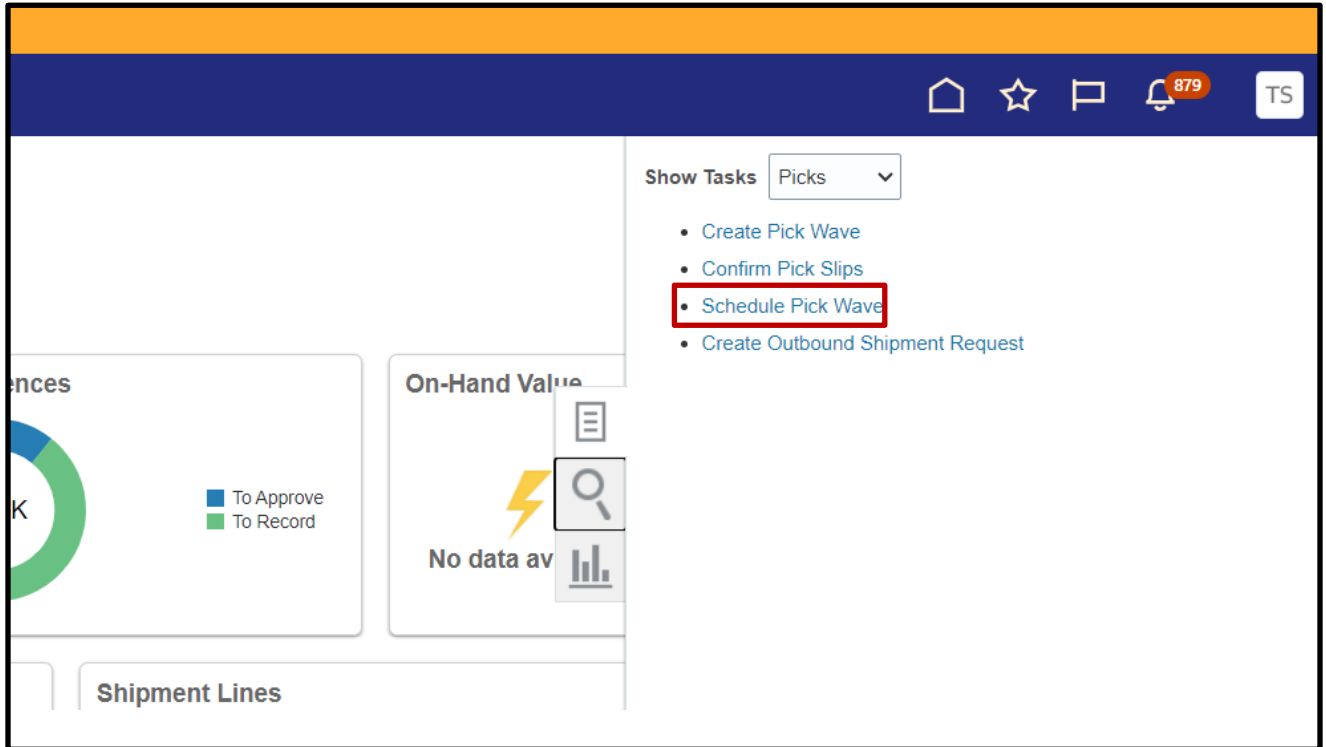 879
TS
Show Tasks Picks
Create Pick Wave
Confirm Pick Slips
Schedule Pick Wave
Create Outbound Shipment Request
ences
K
To Approve
To Record
On-Hand Value
No data av
Shipment Lines